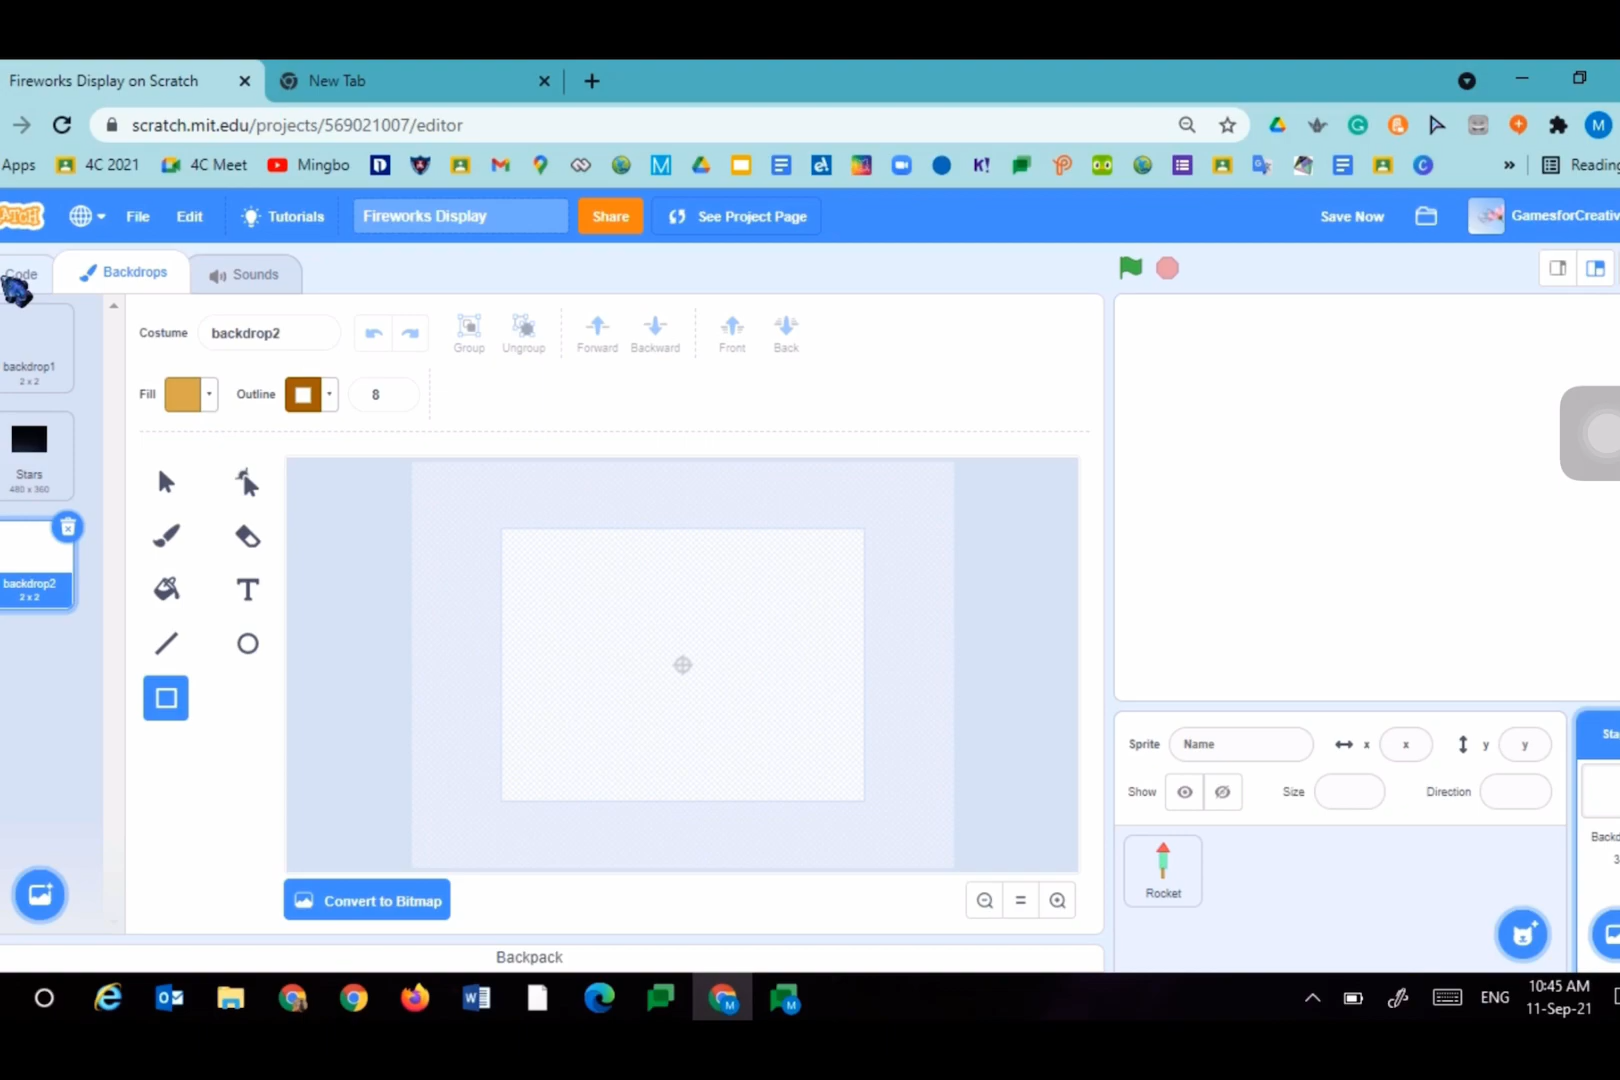 Fireworks Display on Scratch
New Tab
scratch.mit.edu/projects/569021007/editor
M
Apps
4C 2021
4C Meet
Mingbo
K!
Reading
File
Edit
Tutorials
Fireworks Display
Share
See Project Page
Save Now
GamesforCreativ
Code
Backdrops
Sounds
backdrop1
2 x 2
Stars
480 x 360
backdrop2
2 x 2
Costume
backdrop2
Group
Ungroup
Forward
Backward
Front
Back
Fill
Outline
8
T
Convert to Bitmap
=
Backpack
Sprite
Name
x
x
y
y
Show
Size
Direction
Rocket
Sta
Backd
3
ENG
10:45 AM
11-Sep-21